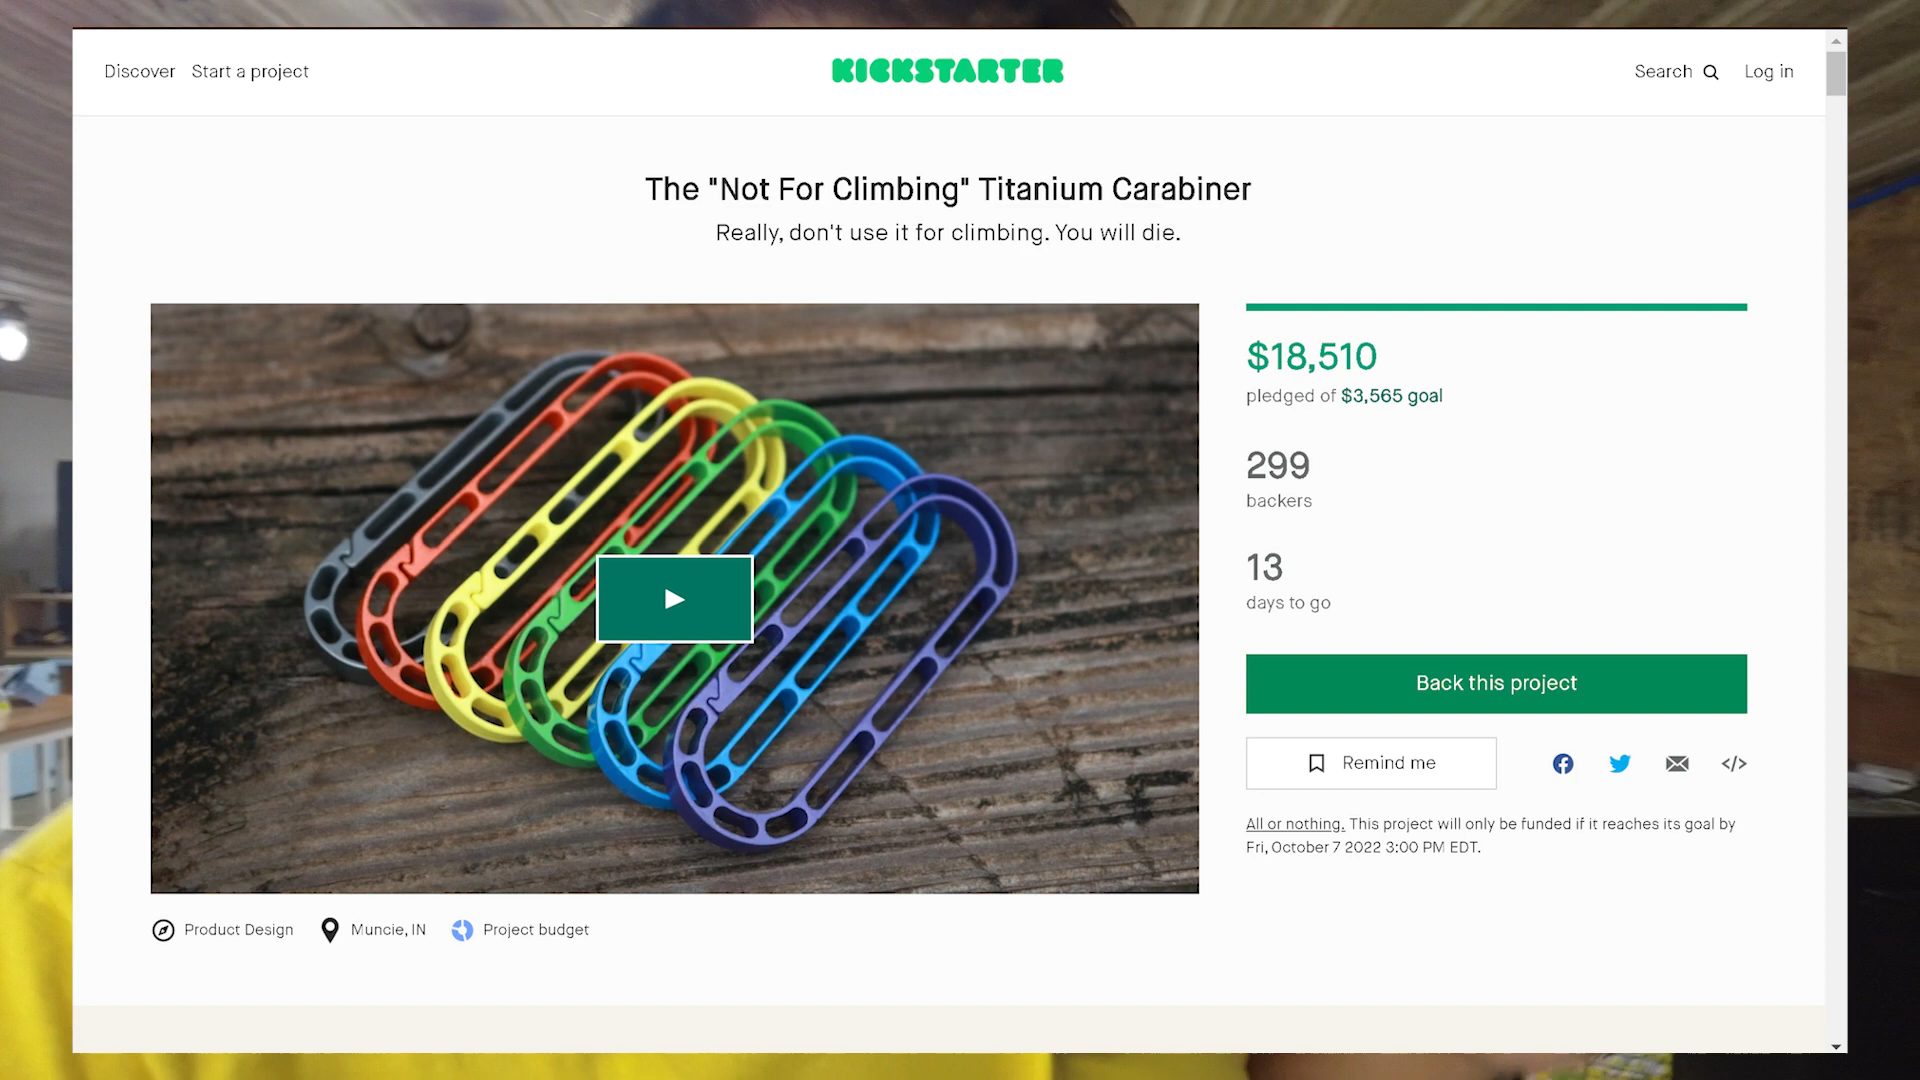 Discover Start a project KICKSTARTER Search Log in
The "Not For Climbing" Titanium Carabiner
Really, don't use it for climbing. You will die.
$18,510
pledged of $3,565 goal
299
backers
13
days to go
Back this project
Remind me
All or nothing. This project will only be funded if it reaches its goal by
Fri, October 7 2022 3:00 PM EDT.
Product Design Muncie, IN Project budget